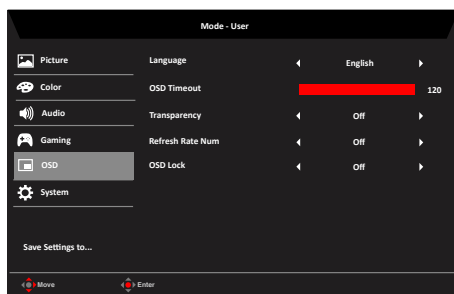 Mode - User
Picture
Language
English
Color
OSD Timeout
120
Audio
Transparency
Off
Gaming
Refresh Rate Num
Off
OSD
OSD Lock
Off
System
Save Settings to...
Move
Enter